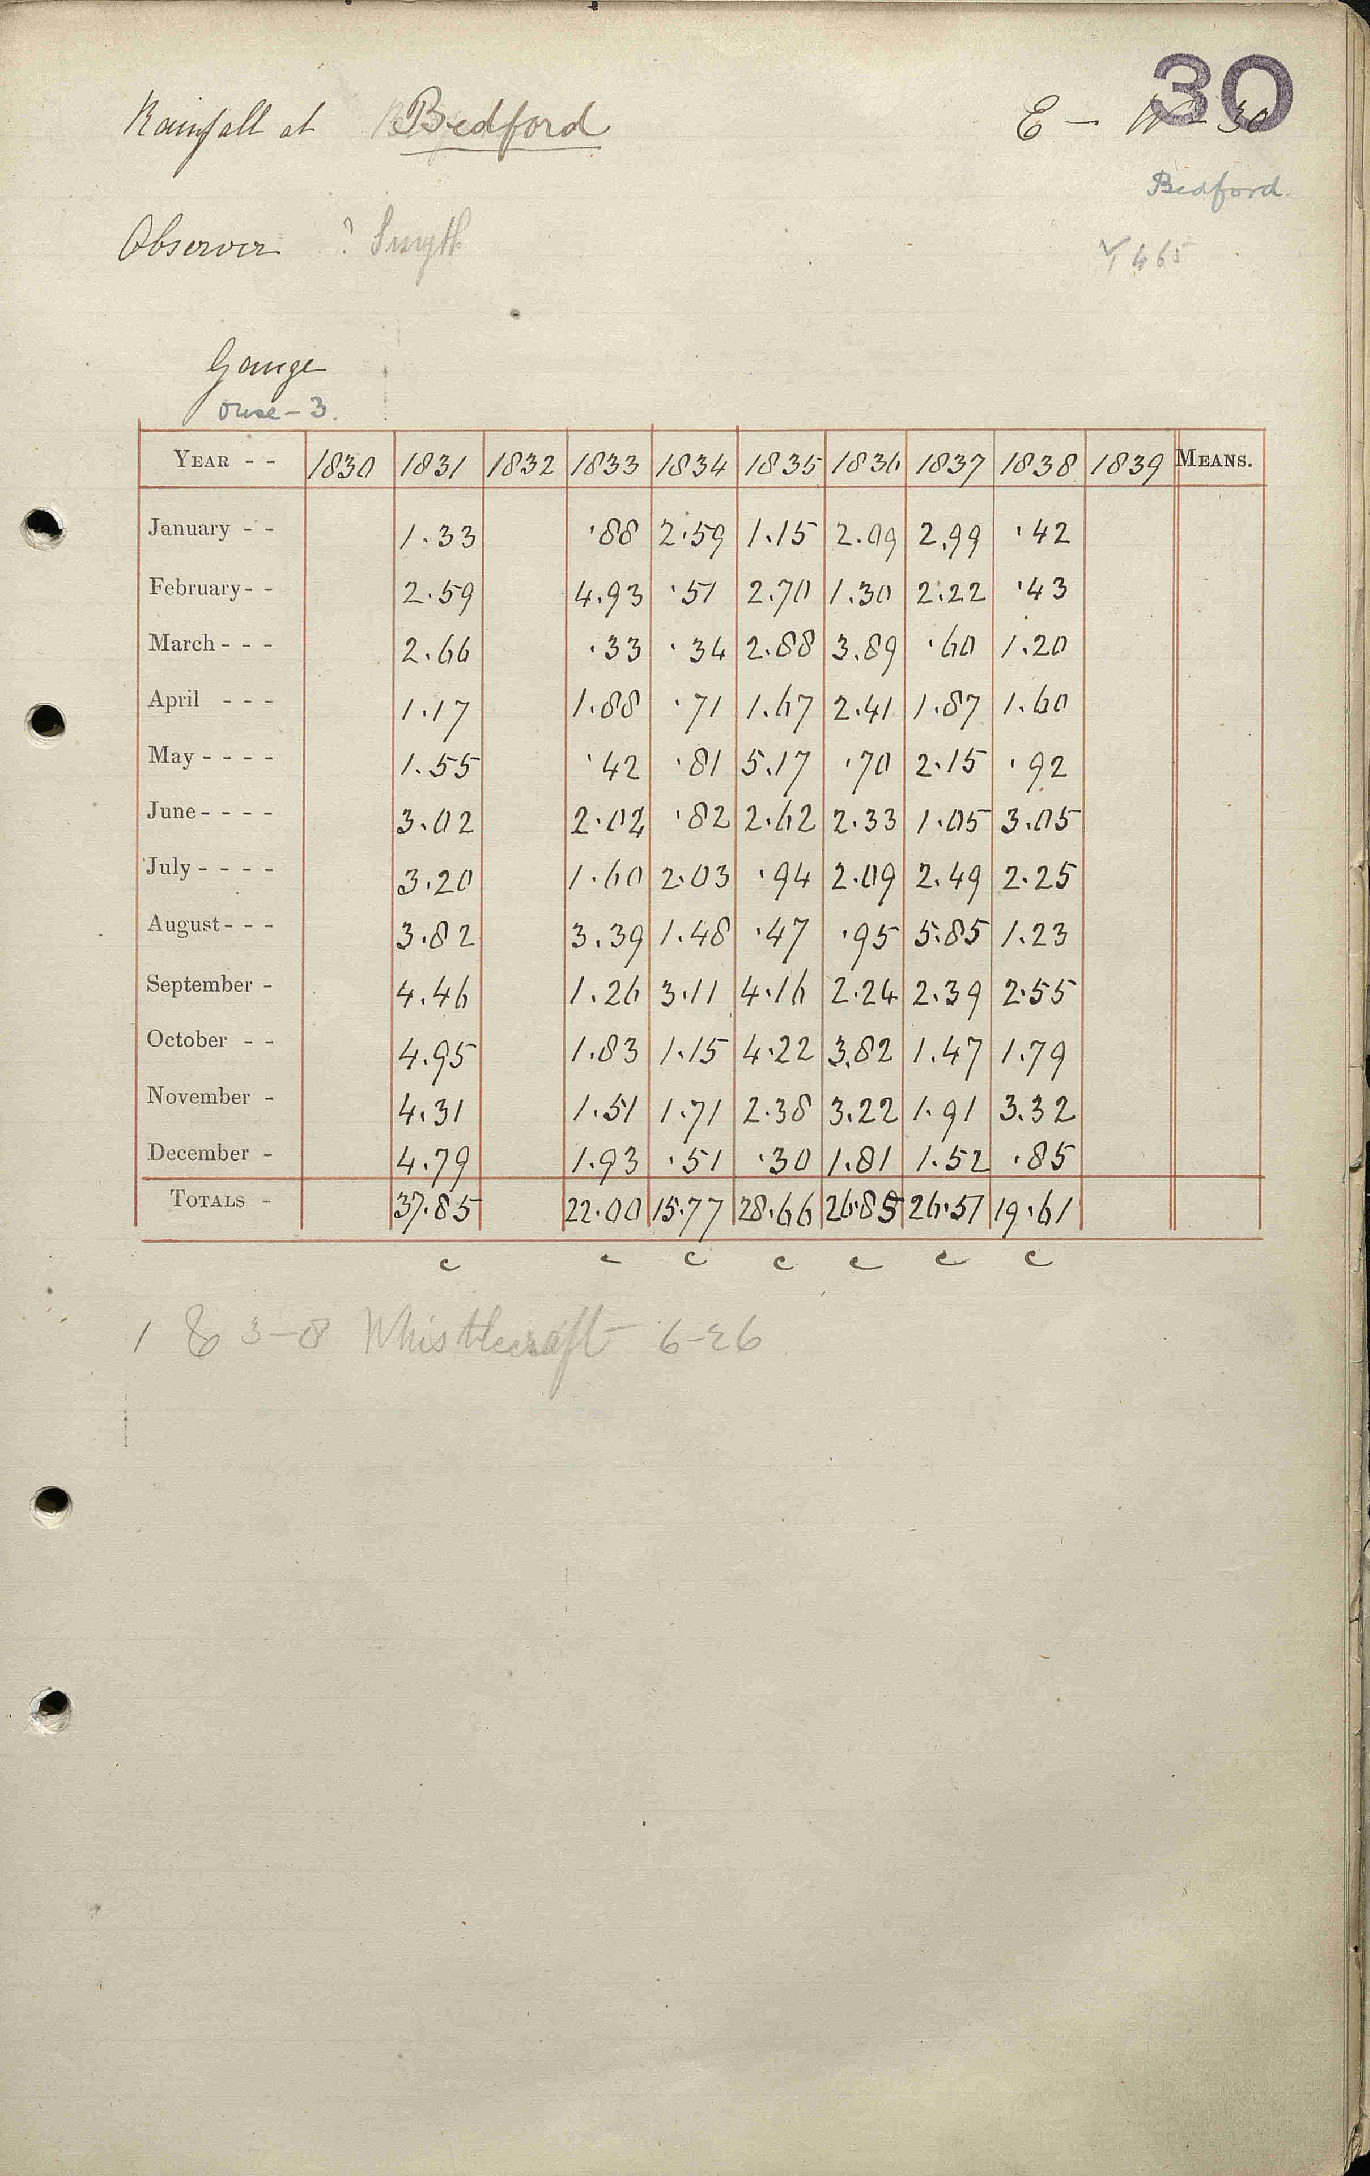 30
Rainfall at Bedford E - W - 30
Bedford.
Observer ? Smyth
465
Gauge
Ouse - 3.
YEAR - - 1830 1831 1832 1833 1834 1835 1836 1837 1838 1839 MEANS.
January - - 1.33 .88 2.59 1.15 2.09 2.99 .42
February - - 2.59 4.93 .51 2.70 1.30 2.22 .43
March - - - 2.66 .33 .34 2.88 3.89 .60 1.20
April - - - 1.17 1.88 .71 1.67 2.41 1.87 1.60
May - - - - 1.55 .42 .81 5.17 .70 2.15 .92
June - - - - 3.02 2.04 .82 2.62 2.33 1.05 3.05
July - - - - 3.20 1.60 2.03 .94 2.09 2.49 2.25
August - - - 3.82 3.39 1.48 .47 .95 5.85 1.23
September - 4.46 1.26 3.11 4.16 2.24 2.39 2.55
October - - 4.95 1.83 1.15 4.22 3.82 1.47 1.79
November - 4.31 1.51 1.71 2.38 3.22 1.91 3.32
December - 4.79 1.93 .51 .30 1.81 1.52 .85
TOTALS - 37.85 22.00 15.77 28.66 26.85 26.51 19.61
c c c c c c c
1 & 3-8 Whistlecraft 6-26